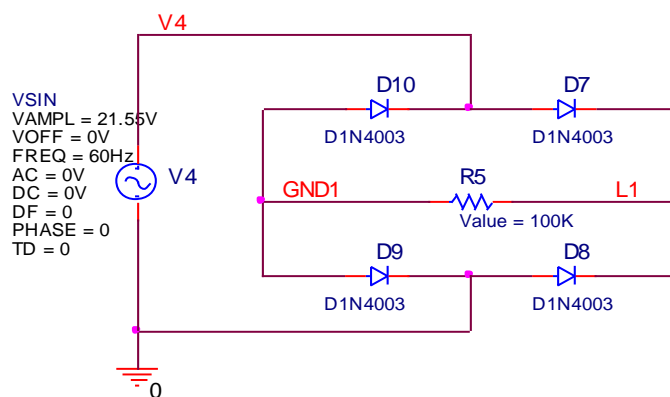 V4
VSIN
VAMPL = 21.55V
VOFF = 0V
FREQ = 60Hz
AC = 0V
DC = 0V
DF = 0
PHASE = 0
TD = 0
V4
D10
D1N4003
D7
D1N4003
GND1
R5
Value = 100K
L1
D9
D1N4003
D8
D1N4003
0